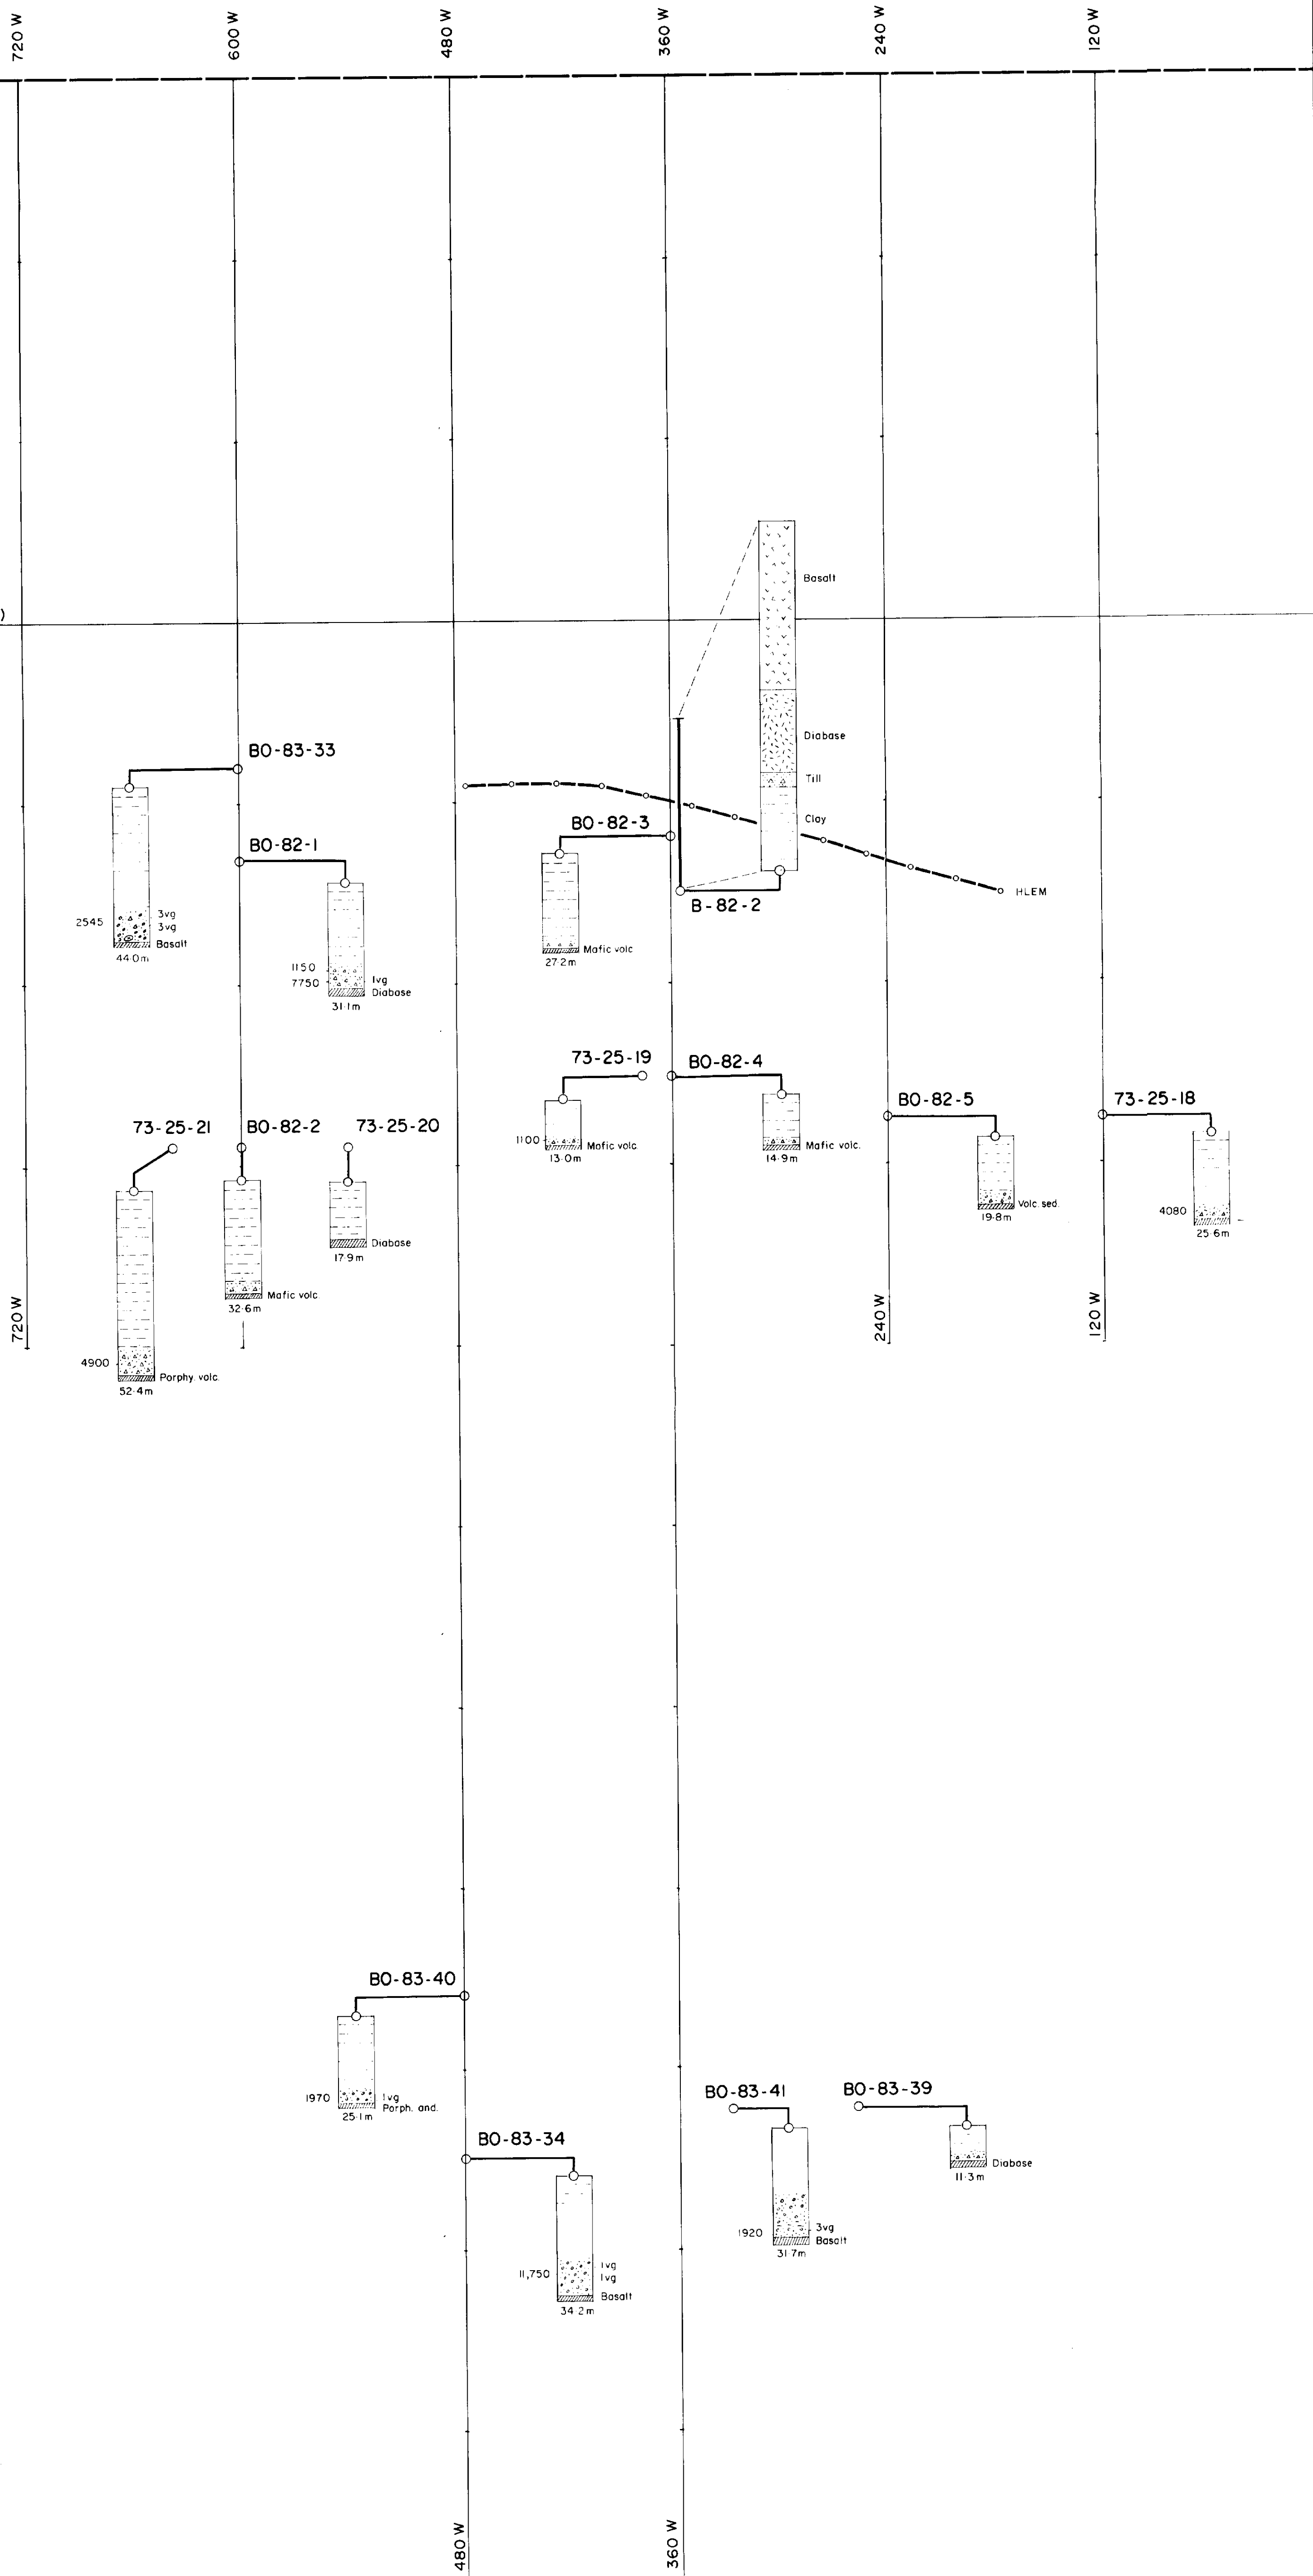 720 W
600 W
480 W
360 W
240 W
120 W
)
Basalt
Diabase
Till
Clay
BO-83-33
2545
3vg
3vg
Basalt
44.0m
BO-82-1
1150
7750
1vg
Diabase
31.1m
BO-82-3
Mafic volc
27.2m
B-82-2
HLEM
73-25-19
1100
Mafic volc.
13.0m
BO-82-4
Mafic volc.
14.9m
BO-82-5
Volc. sed.
19.8m
73-25-18
4080
25.6m
73-25-21
4900
Porphy. volc.
52.4m
BO-82-2
Mafic volc.
32.6m
73-25-20
Diabase
17.9m
720 W
240 W
120 W
BO-83-40
1970
1vg
Porph. and.
25.1m
BO-83-34
11,750
1vg
1vg
Basalt
34.2m
BO-83-41
1920
3vg
Basalt
31.7m
BO-83-39
Diabase
11.3m
480 W
360 W